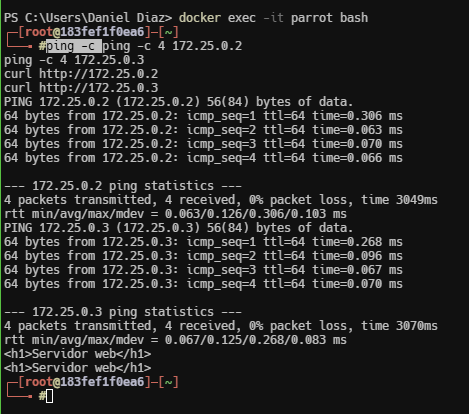 PS C:\Users\Daniel Diaz> docker exec -it parrot bash
┌─[root@183fef1f0ea6]─[~]
└──╼ #ping -c ping -c 4 172.25.0.2
ping -c 4 172.25.0.3
curl http://172.25.0.2
curl http://172.25.0.3
PING 172.25.0.2 (172.25.0.2) 56(84) bytes of data.
64 bytes from 172.25.0.2: icmp_seq=1 ttl=64 time=0.306 ms
64 bytes from 172.25.0.2: icmp_seq=2 ttl=64 time=0.063 ms
64 bytes from 172.25.0.2: icmp_seq=3 ttl=64 time=0.070 ms
64 bytes from 172.25.0.2: icmp_seq=4 ttl=64 time=0.066 ms

--- 172.25.0.2 ping statistics ---
4 packets transmitted, 4 received, 0% packet loss, time 3049ms
rtt min/avg/max/mdev = 0.063/0.126/0.306/0.103 ms
PING 172.25.0.3 (172.25.0.3) 56(84) bytes of data.
64 bytes from 172.25.0.3: icmp_seq=1 ttl=64 time=0.268 ms
64 bytes from 172.25.0.3: icmp_seq=2 ttl=64 time=0.096 ms
64 bytes from 172.25.0.3: icmp_seq=3 ttl=64 time=0.067 ms
64 bytes from 172.25.0.3: icmp_seq=4 ttl=64 time=0.070 ms

--- 172.25.0.3 ping statistics ---
4 packets transmitted, 4 received, 0% packet loss, time 3070ms
rtt min/avg/max/mdev = 0.067/0.125/0.268/0.083 ms
<h1>Servidor web</h1>
<h1>Servidor web</h1>
┌─[root@183fef1f0ea6]─[~]
└──╼ #